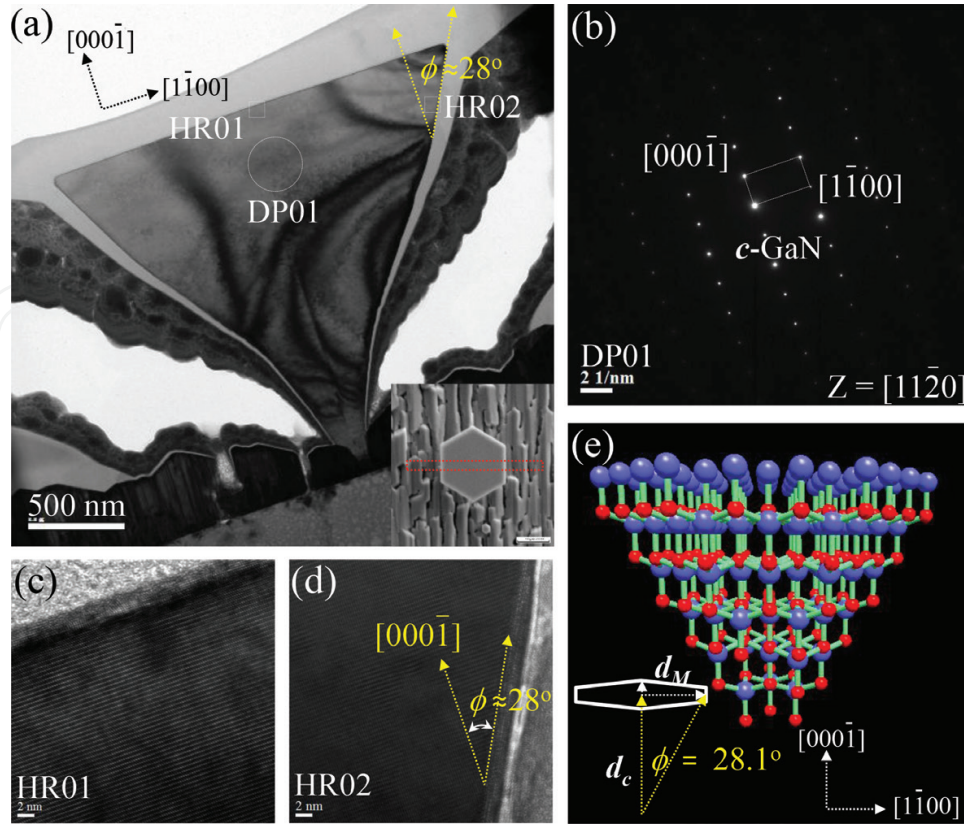 (a)
[0001̄]
[11̄00]
ϕ ≈ 28°
HR01
HR02
DP01
500 nm
(b)
[0001̄]
[11̄00]
c-GaN
DP01
2 1/nm
Z = [112̄0]
(c)
HR01
2 nm
(d)
[0001̄]
ϕ ≈ 28°
HR02
2 nm
(e)
d_M
d_c
ϕ = 28.1°
[0001̄]
[11̄00]